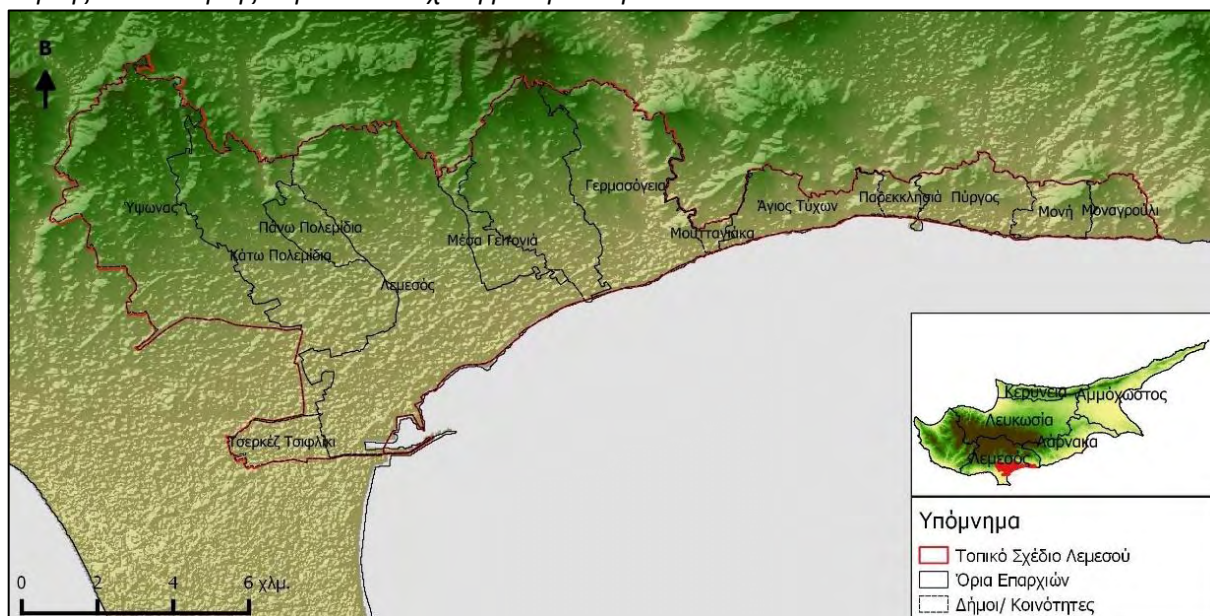 Β
Ύψωνας
Πάνω Πολεμίδια
Κάτω Πολεμίδια
Λεμεσός
Μέσα Γειτονιά
Γερμασόγεια
Μουτταγιάκα
Άγιος Τύχων
Παρεκκλησιά
Πύργος
Μονή
Μοναγρούλι
Τσερκέζ Τσιφλίκι
0 2 4 6 χλμ.
Κερύνεια
Αμμόχωστος
Λευκωσία
Λάρνακα
Λεμεσός
Υπόμνημα
Τοπικό Σχέδιο Λεμεσού
Όρια Επαρχιών
Δήμοι/ Κοινότητες